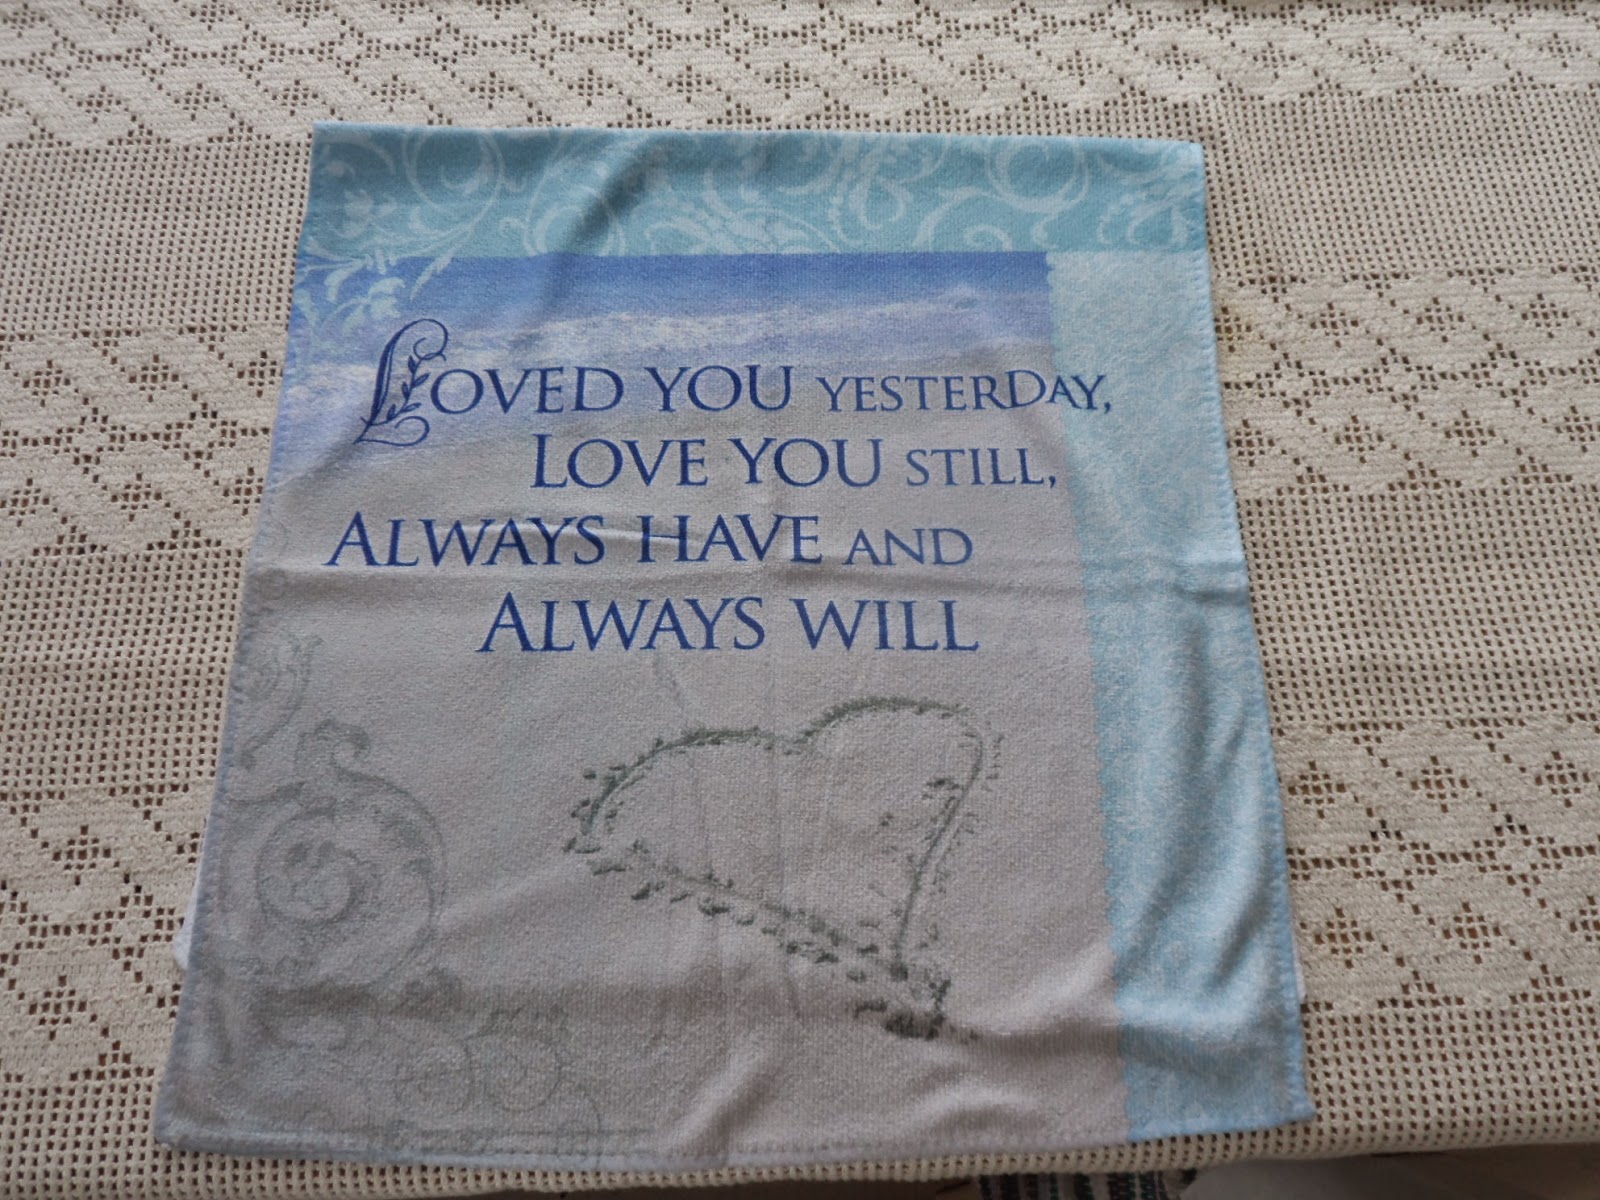 LOVED YOU YESTERDAY,
LOVE YOU STILL,
ALWAYS HAVE AND
ALWAYS WILL